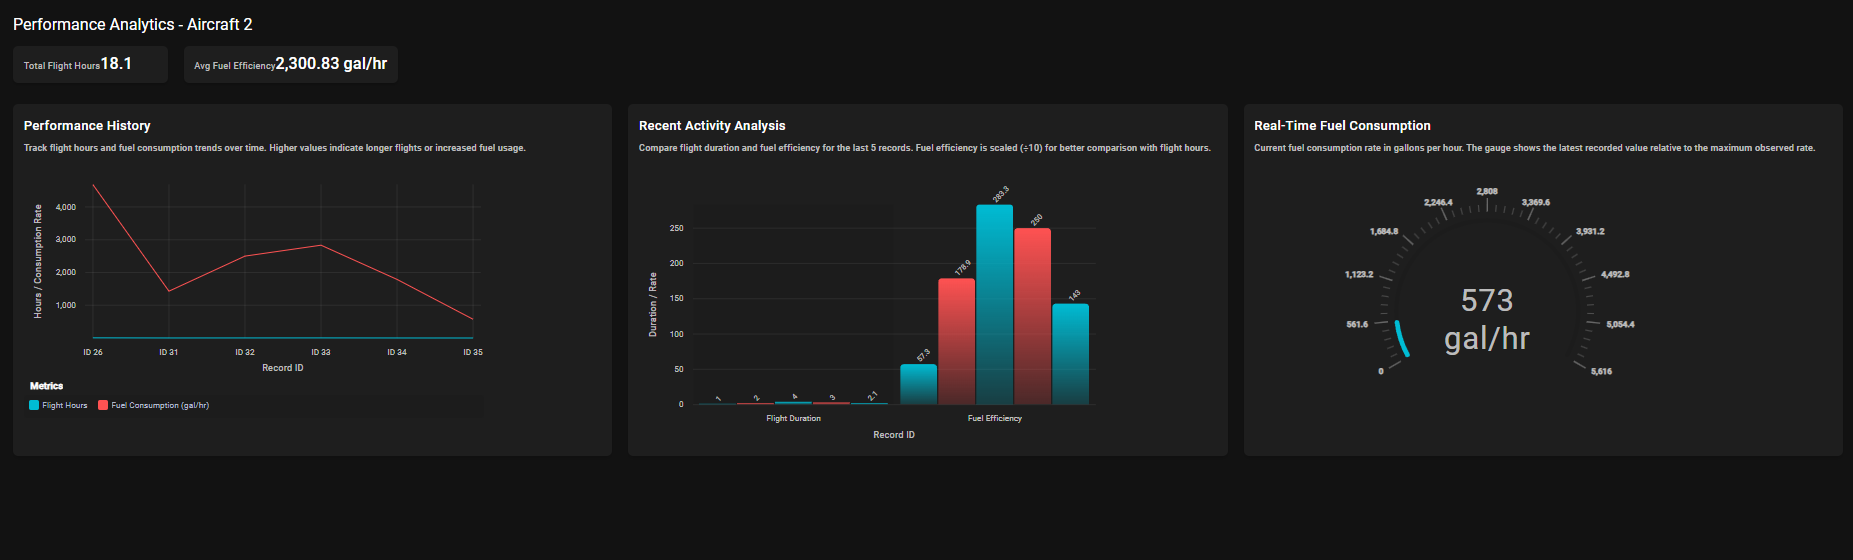 Performance Analytics - Aircraft 2
Total Flight Hours18.1
Avg Fuel Efficiency2,300.83 gal/hr
Performance History
Track flight hours and fuel consumption trends over time. Higher values indicate longer flights or increased fuel usage.
Hours / Consumption Rate
4,000
3,000
2,000
1,000
ID 26 ID 31 ID 32 ID 33 ID 34 ID 35
Record ID
Metrics
Flight Hours Fuel Consumption (gal/hr)
Recent Activity Analysis
Compare flight duration and fuel efficiency for the last 5 records. Fuel efficiency is scaled (÷10) for better comparison with flight hours.
Duration / Rate
250
200
150
100
50
0
1 2 4 3 2.1
57.3 178.9 283.3 250 143
Flight Duration Fuel Efficiency
Record ID
Real-Time Fuel Consumption
Current fuel consumption rate in gallons per hour. The gauge shows the latest recorded value relative to the maximum observed rate.
0
561.6
1,123.2
1,684.8
2,246.4
2,808
3,369.6
3,931.2
4,492.8
5,054.4
5,616
573
gal/hr